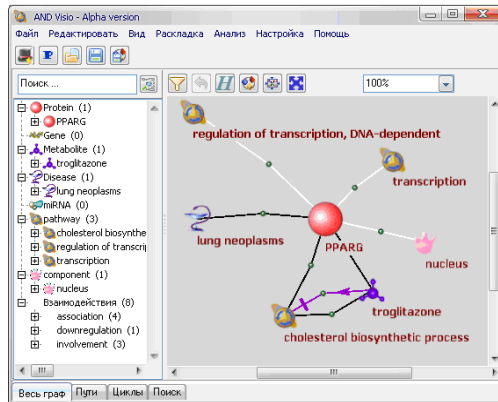 AND Visio - Alpha version
Файл Редактировать Вид Раскладка Анализ Настройка Помощь
P
Поиск ...
H
100%
Protein (1)
PPARG
Gene (0)
Metabolite (1)
troglitazone
Disease (1)
lung neoplasms
miRNA (0)
pathway (3)
cholesterol biosynthe
regulation of transcri
transcription
component (1)
nucleus
Взаимодействия (8)
association (4)
downregulation (1)
involvement (3)
regulation of transcription, DNA-dependent
transcription
lung neoplasms
PPARG
nucleus
troglitazone
cholesterol biosynthetic process
Весь граф Пути Циклы Поиск